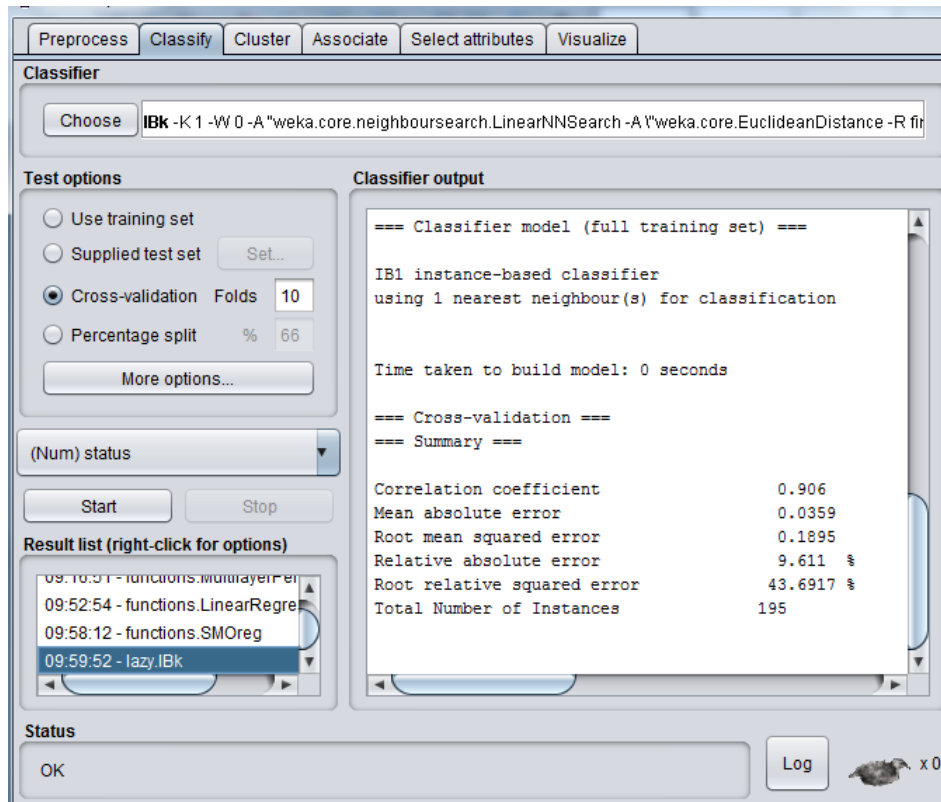 Preprocess Classify Cluster Associate Select attributes Visualize
Classifier
Choose IBk -K 1 -W 0 -A "weka.core.neighboursearch.LinearNNSearch -A \"weka.core.EuclideanDistance -R fir
Test options
Use training set
Supplied test set Set...
Cross-validation Folds 10
Percentage split % 66
More options...
(Num) status
Start Stop
Result list (right-click for options)
09:16:51 - functions.MultilayerPer
09:52:54 - functions.LinearRegre
09:58:12 - functions.SMOreg
09:59:52 - lazy.IBk
Classifier output
=== Classifier model (full training set) ===
IB1 instance-based classifier
using 1 nearest neighbour(s) for classification
Time taken to build model: 0 seconds
=== Cross-validation ===
=== Summary ===
Correlation coefficient 0.906
Mean absolute error 0.0359
Root mean squared error 0.1895
Relative absolute error 9.611 %
Root relative squared error 43.6917 %
Total Number of Instances 195
Status
OK
Log x 0